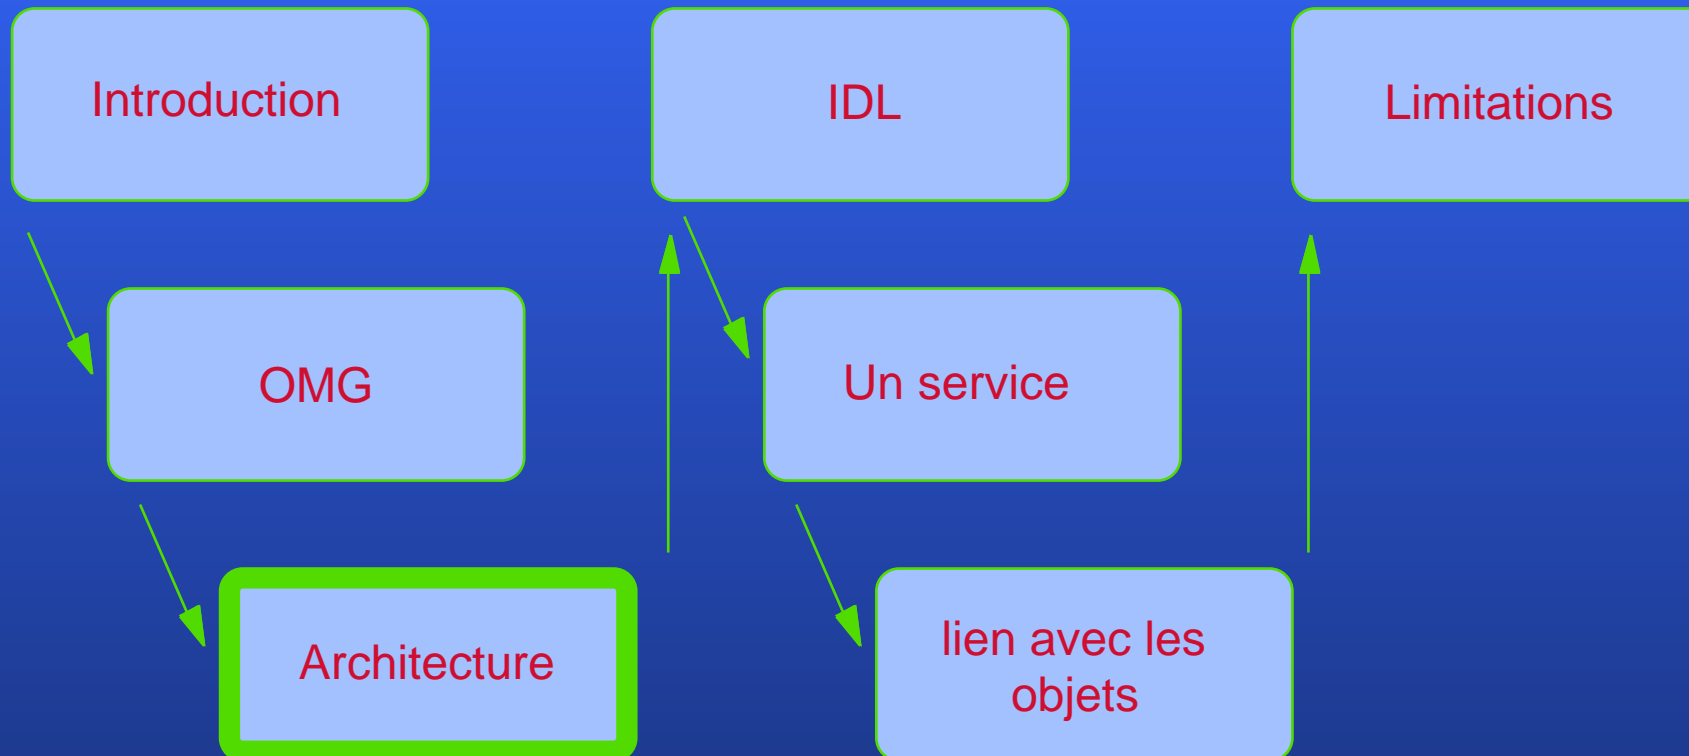 Introduction
OMG
Architecture
IDL
Un service
lien avec les
objets
Limitations